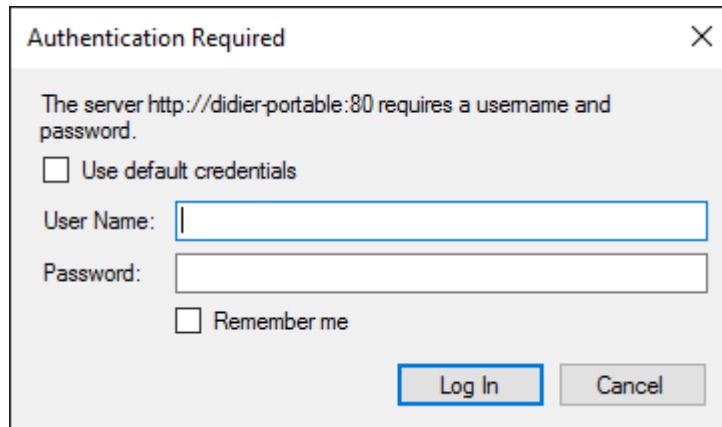 Authentication Required
The server http://didier-portable:80 requires a username and
password.
Use default credentials
User Name:
Password:
Remember me
Log In Cancel